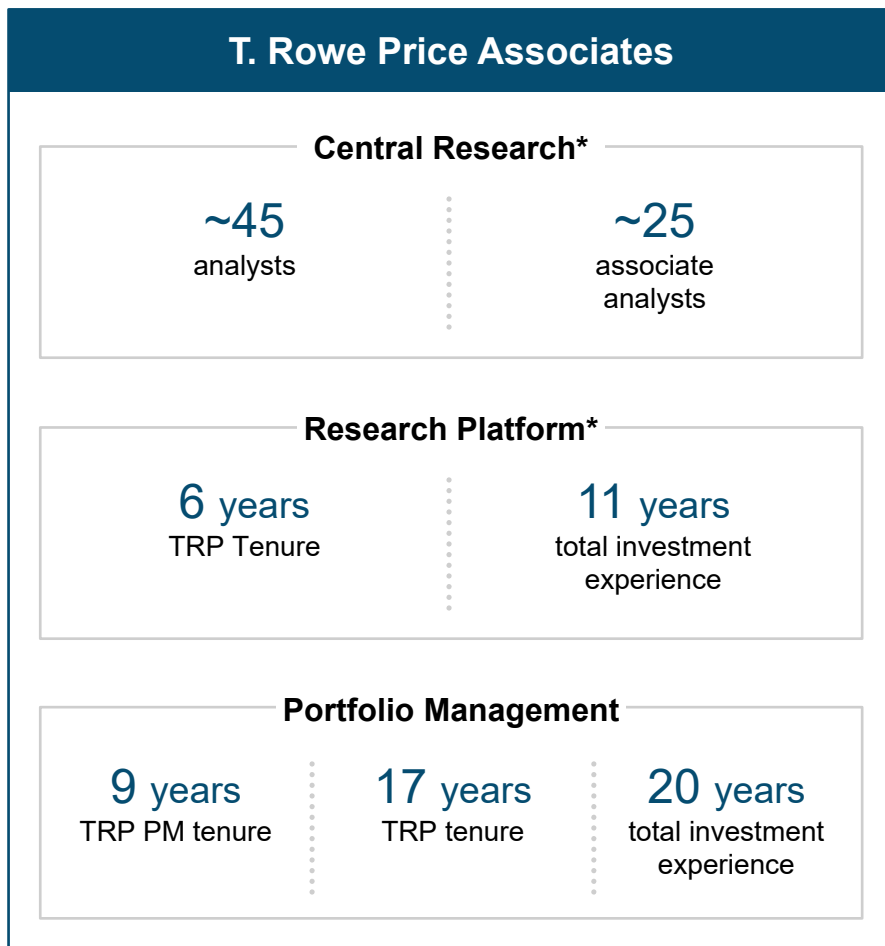 T. Rowe Price Associates
Central Research*
~45
analysts
~25
associate
analysts
Research Platform*
6 years
TRP Tenure
11 years
total investment
experience
Portfolio Management
9 years
TRP PM tenure
17 years
TRP tenure
20 years
total investment
experience